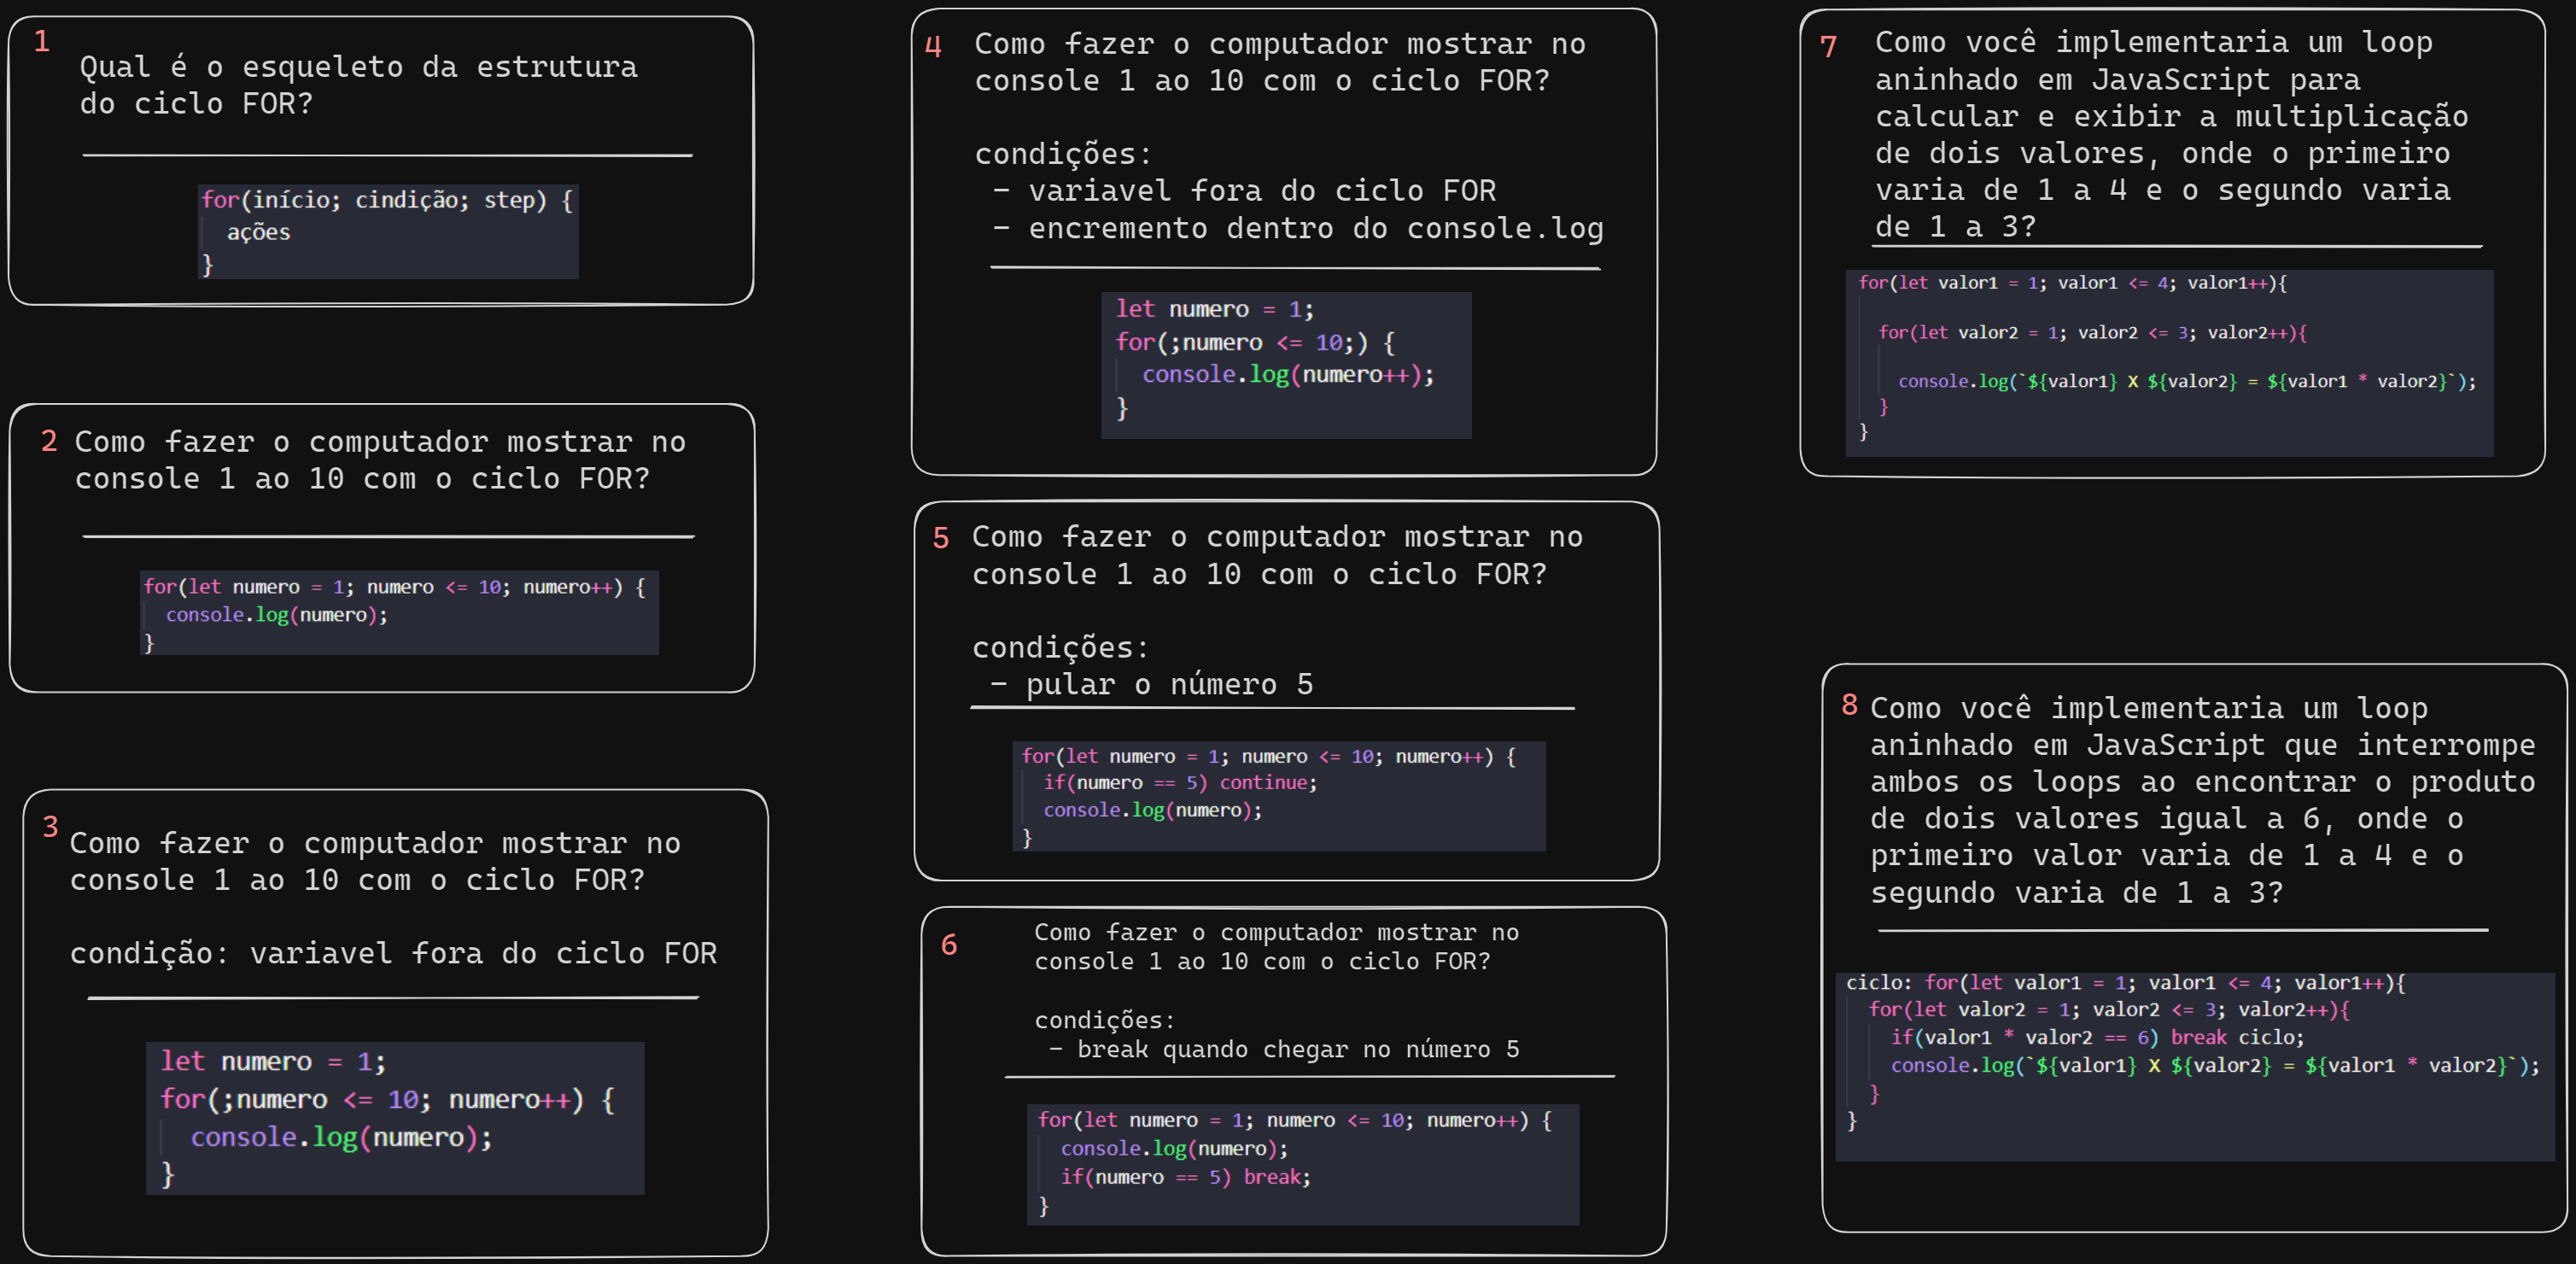 1
Qual é o esqueleto da estrutura
do ciclo FOR?
for(início; cindição; step) {
ações
}
2
Como fazer o computador mostrar no
console 1 ao 10 com o ciclo FOR?
for(let numero = 1; numero <= 10; numero++) {
console.log(numero);
}
3
Como fazer o computador mostrar no
console 1 ao 10 com o ciclo FOR?
condição: variavel fora do ciclo FOR
let numero = 1;
for(;numero <= 10; numero++) {
console.log(numero);
}
4
Como fazer o computador mostrar no
console 1 ao 10 com o ciclo FOR?
condições:
- variavel fora do ciclo FOR
- encremento dentro do console.log
let numero = 1;
for(;numero <= 10;) {
console.log(numero++);
}
5
Como fazer o computador mostrar no
console 1 ao 10 com o ciclo FOR?
condições:
- pular o número 5
for(let numero = 1; numero <= 10; numero++) {
if(numero == 5) continue;
console.log(numero);
}
6
Como fazer o computador mostrar no
console 1 ao 10 com o ciclo FOR?
condições:
- break quando chegar no número 5
for(let numero = 1; numero <= 10; numero++) {
console.log(numero);
if(numero == 5) break;
}
7
Como você implementaria um loop
aninhado em JavaScript para
calcular e exibir a multiplicação
de dois valores, onde o primeiro
varia de 1 a 4 e o segundo varia
de 1 a 3?
for(let valor1 = 1; valor1 <= 4; valor1++){
for(let valor2 = 1; valor2 <= 3; valor2++){
console.log(`${valor1} X ${valor2} = ${valor1 * valor2}`);
}
}
8
Como você implementaria um loop
aninhado em JavaScript que interrompe
ambos os loops ao encontrar o produto
de dois valores igual a 6, onde o
primeiro valor varia de 1 a 4 e o
segundo varia de 1 a 3?
ciclo: for(let valor1 = 1; valor1 <= 4; valor1++){
for(let valor2 = 1; valor2 <= 3; valor2++){
if(valor1 * valor2 == 6) break ciclo;
console.log(`${valor1} X ${valor2} = ${valor1 * valor2}`);
}
}